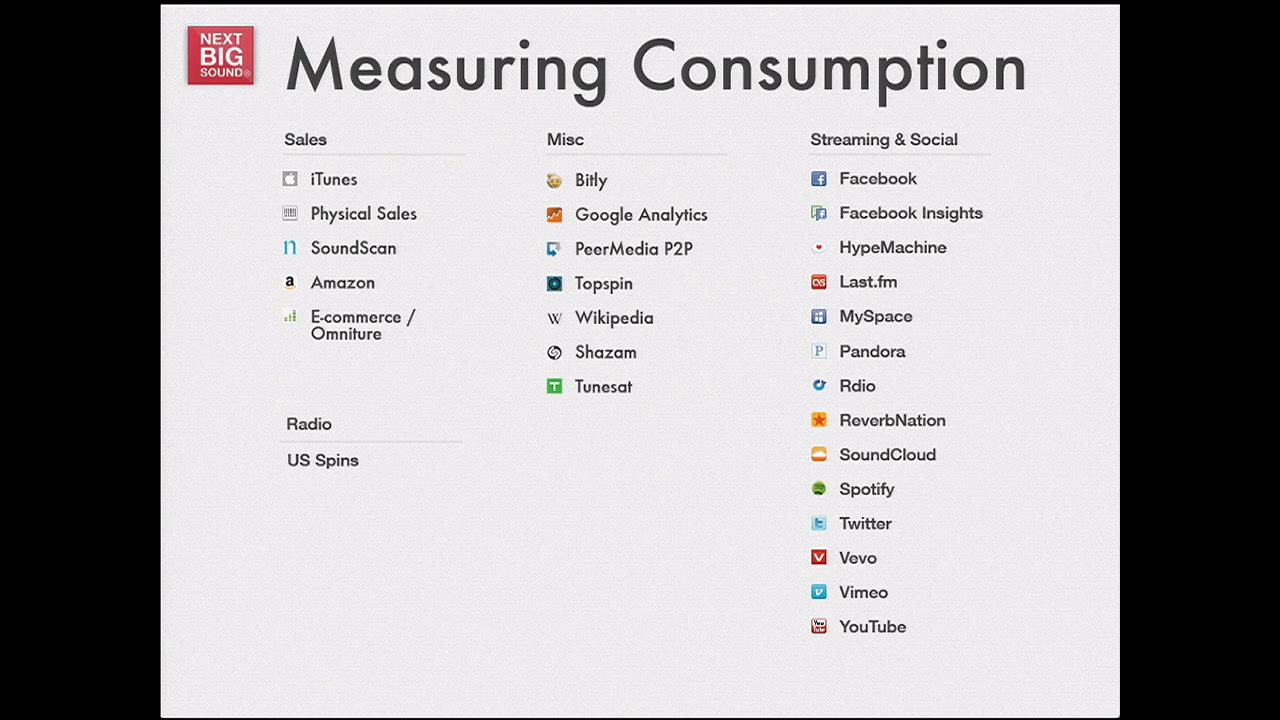 NEXT
BIG
SOUND®
Measuring Consumption
Sales
iTunes
Physical Sales
SoundScan
Amazon
E-commerce /
Omniture
Radio
US Spins
Misc
Bitly
Google Analytics
PeerMedia P2P
Topspin
Wikipedia
Shazam
Tunesat
Streaming & Social
Facebook
Facebook Insights
HypeMachine
Last.fm
MySpace
Pandora
Rdio
ReverbNation
SoundCloud
Spotify
Twitter
Vevo
Vimeo
YouTube